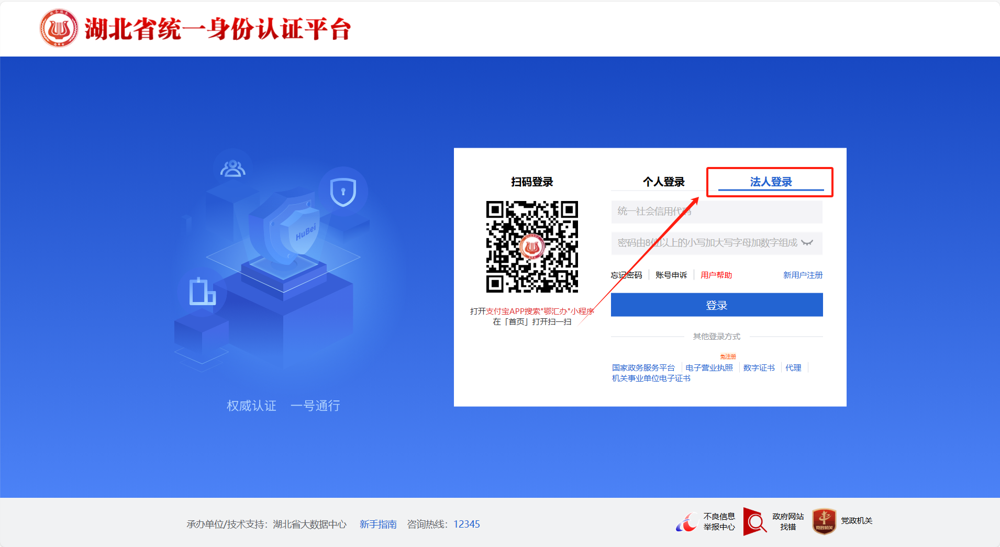 湖北省统一身份认证平台
HuBei
权威认证 一号通行
扫码登录
打开支付宝APP搜索"鄂汇办"小程序
在「首页」打开扫一扫
个人登录 法人登录
统一社会信用代码
密码由8位以上的小写加大写字母加数字组成
忘记密码 账号申诉 用户帮助 新用户注册
登录
其他登录方式
免注册
国家政务服务平台 电子营业执照 数字证书 代理
机关事业单位电子证书
承办单位/技术支持：湖北省大数据中心 新手指南 咨询热线：12345
不良信息
举报中心
政府网站
找错
党政机关
党政机关